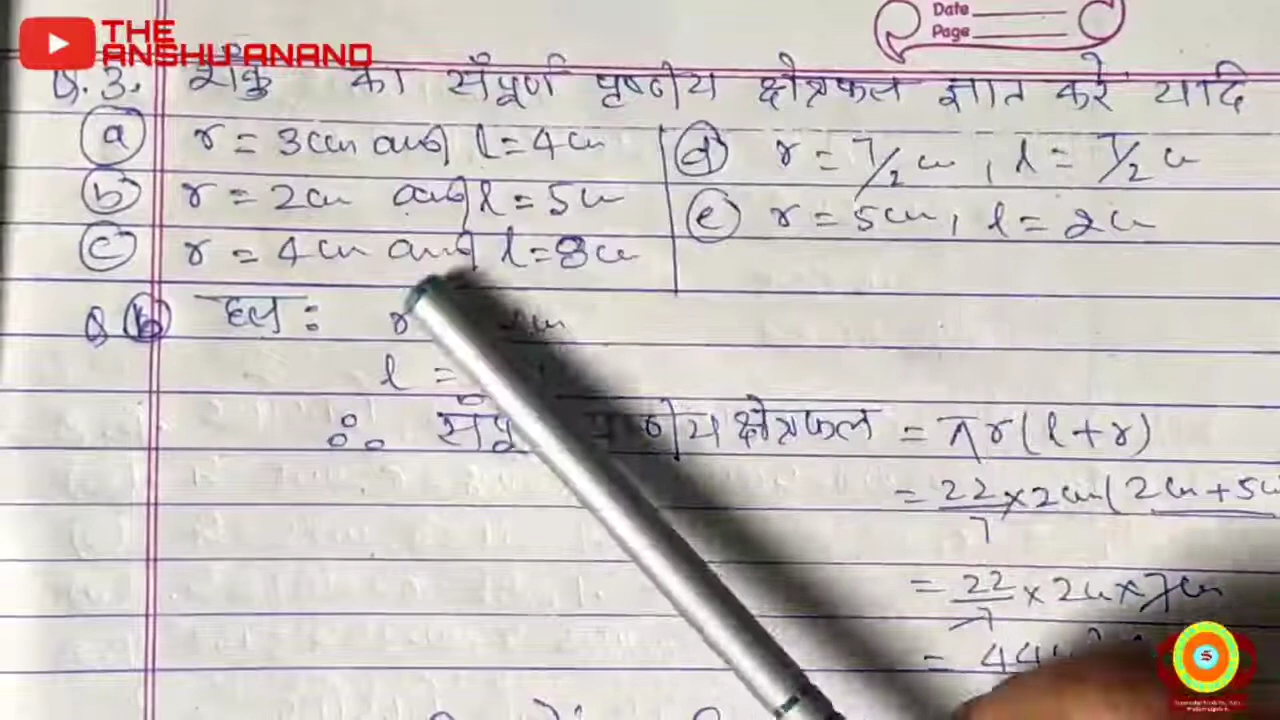 THE
ANSHU ANAND
Date
Page
Q. 3. शंकु का संपूर्ण पृष्ठीय क्षेत्रफल ज्ञात करें यदि
(a) r = 3cm and l = 4cm
(b) r = 2cm and l = 5cm
(c) r = 4cm and l = 8cm
(d) r = 7/2 cm, l = 7/2 cm
(e) r = 5cm, l = 2cm
Q (b) हल : r cm
l =
∴ पृष्ठीय क्षेत्रफल = πr(l+r)
= 22/7 × 2cm (2cm + 5c
= 22/7 × 2cm × 7cm
= 44
S